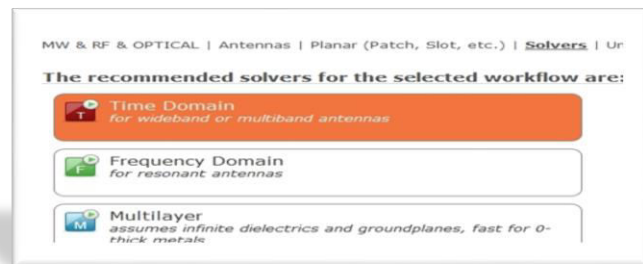 MW & RF & OPTICAL | Antennas | Planar (Patch, Slot, etc.) | Solvers | Ur
The recommended solvers for the selected workflow are:
T
Time Domain
for wideband or multiband antennas
F
Frequency Domain
for resonant antennas
M
Multilayer
assumes infinite dielectrics and groundplanes, fast for 0-
thick metals